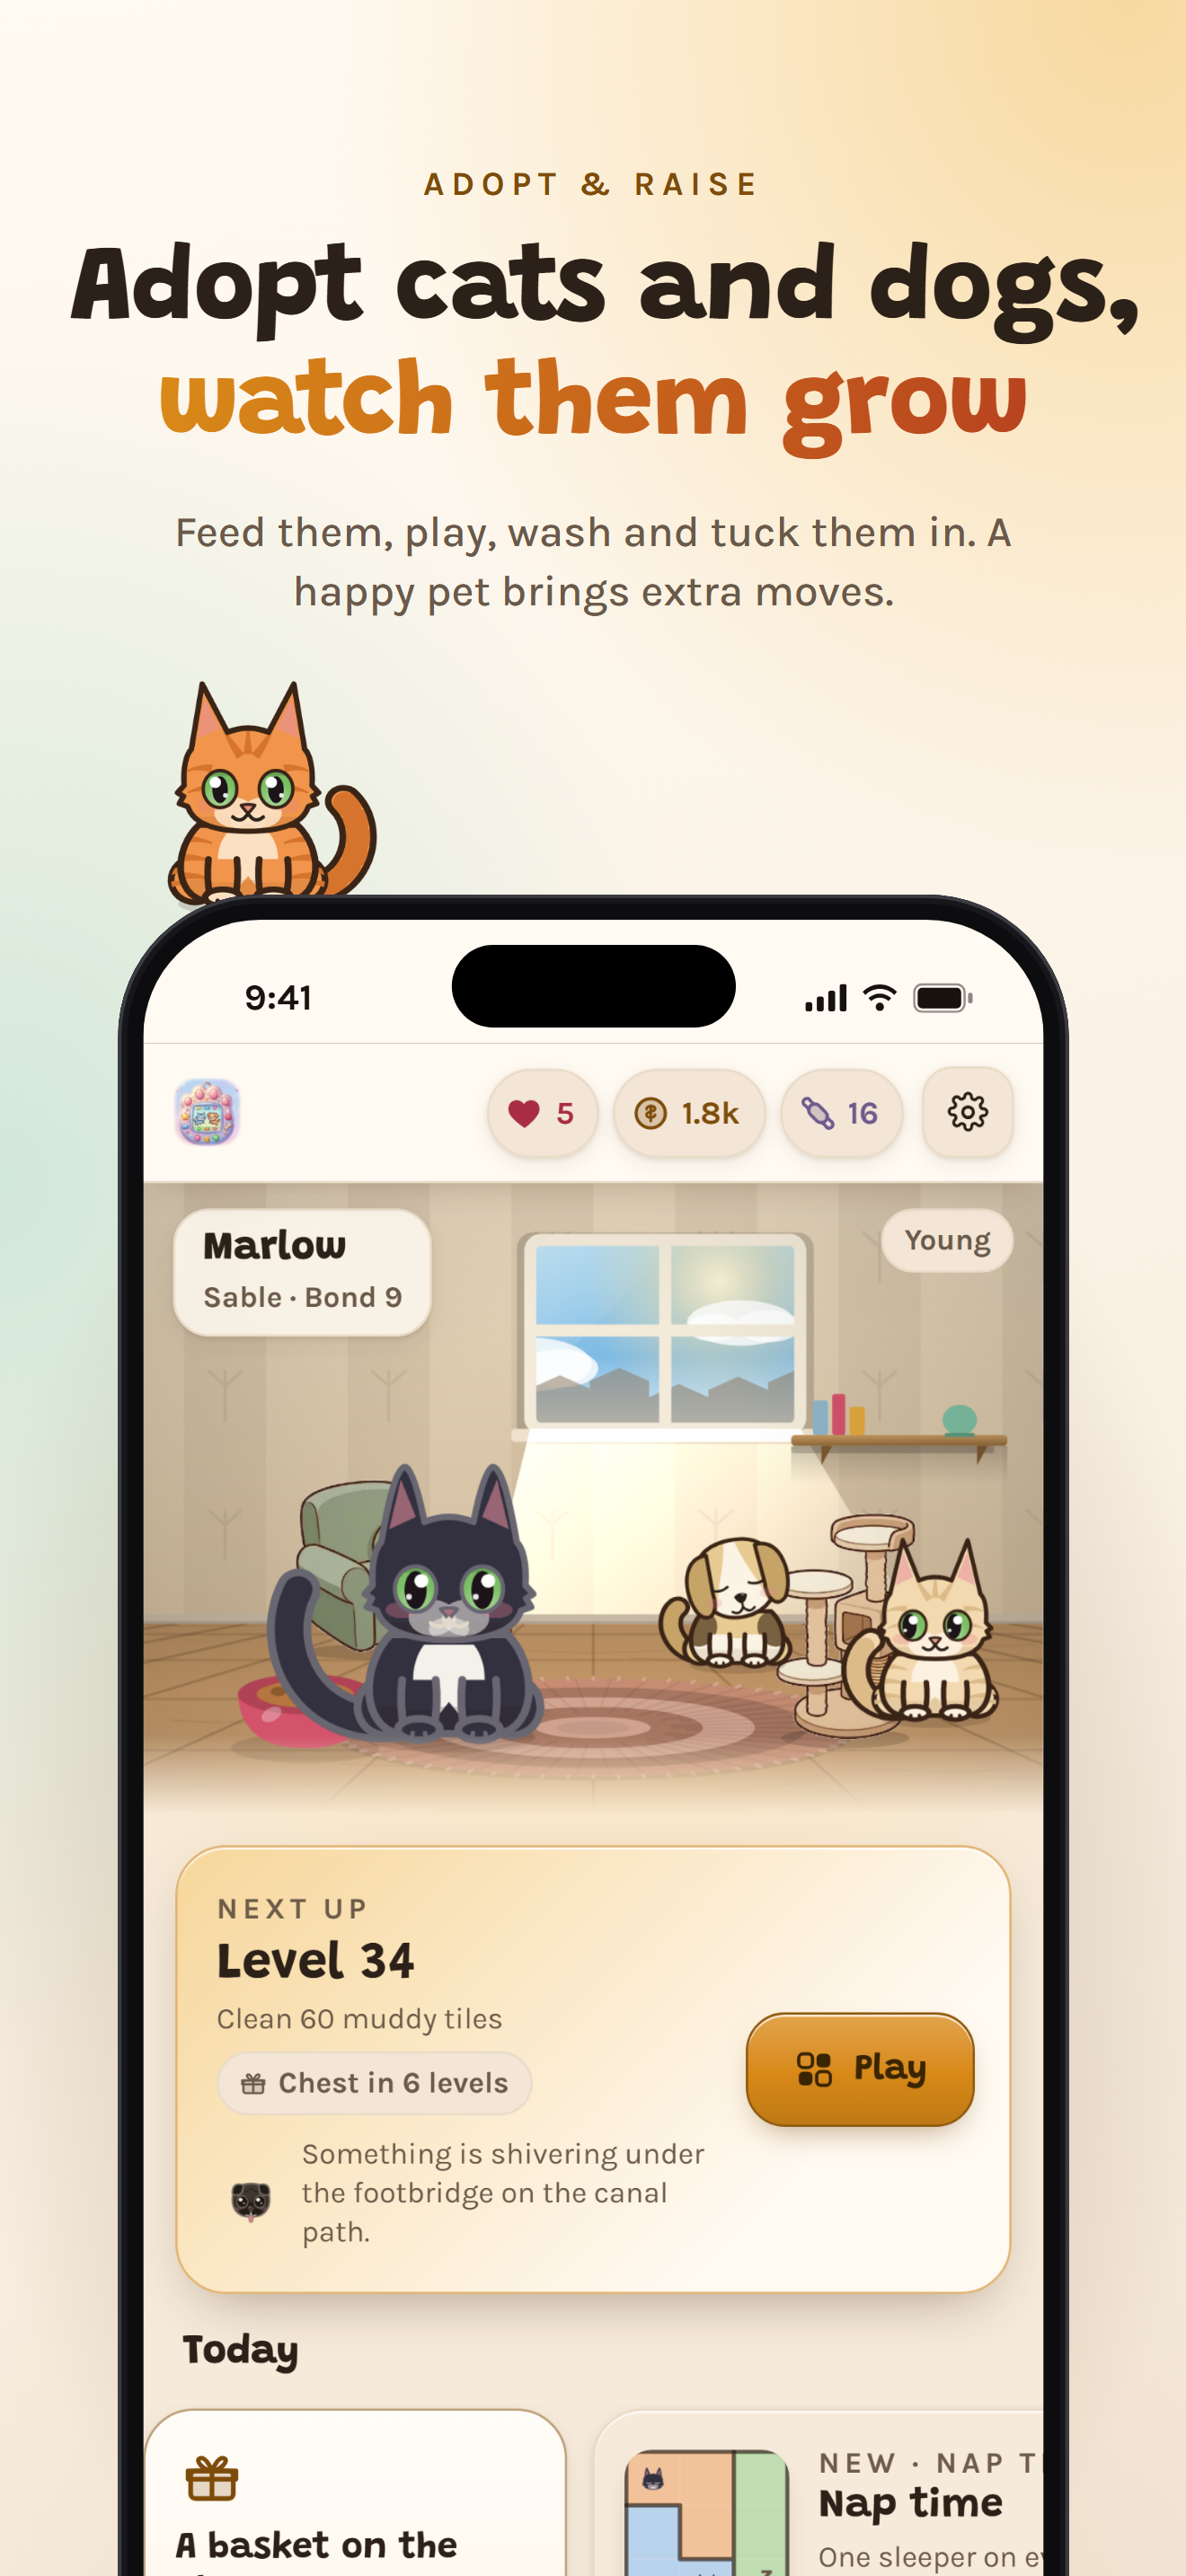 ADOPT & RAISE
Adopt cats and dogs,
watch them grow
Feed them, play, wash and tuck them in. A
happy pet brings extra moves.
9:41
5
1.8k
16
Marlow
Sable · Bond 9
Young
NEXT UP
Level 34
Clean 60 muddy tiles
Chest in 6 levels
Play
Something is shivering under
the footbridge on the canal
path.
Today
A basket on the
NEW · NAP
Nap time
One sleeper on